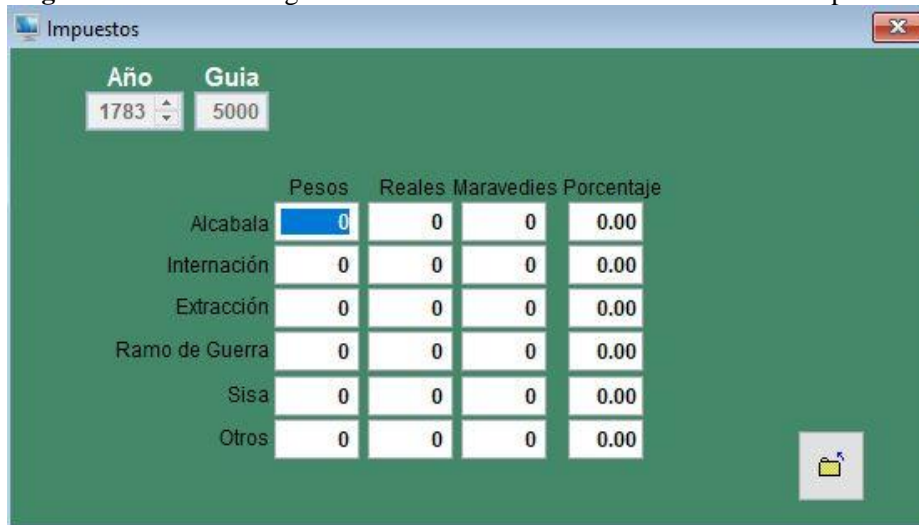 Impuestos
Año Guia
1783 5000
Pesos Reales Maravedies Porcentaje
Alcabala 0 0 0 0.00
Internación 0 0 0 0.00
Extracción 0 0 0 0.00
Ramo de Guerra 0 0 0 0.00
Sisa 0 0 0 0.00
Otros 0 0 0 0.00